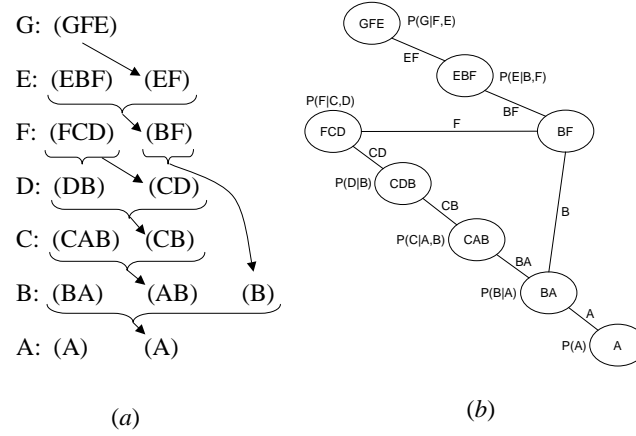 G: (GFE)
E: (EBF) (EF)
F: (FCD) (BF)
D: (DB) (CD)
C: (CAB) (CB)
B: (BA) (AB) (B)
A: (A) (A)
(a)
GFE P(G|F,E)
EF
EBF P(E|B,F)
BF
P(F|C,D)
FCD F BF
CD
P(D|B) CDB
CB B
P(C|A,B) CAB
BA
P(B|A) BA
A
P(A) A
(b)